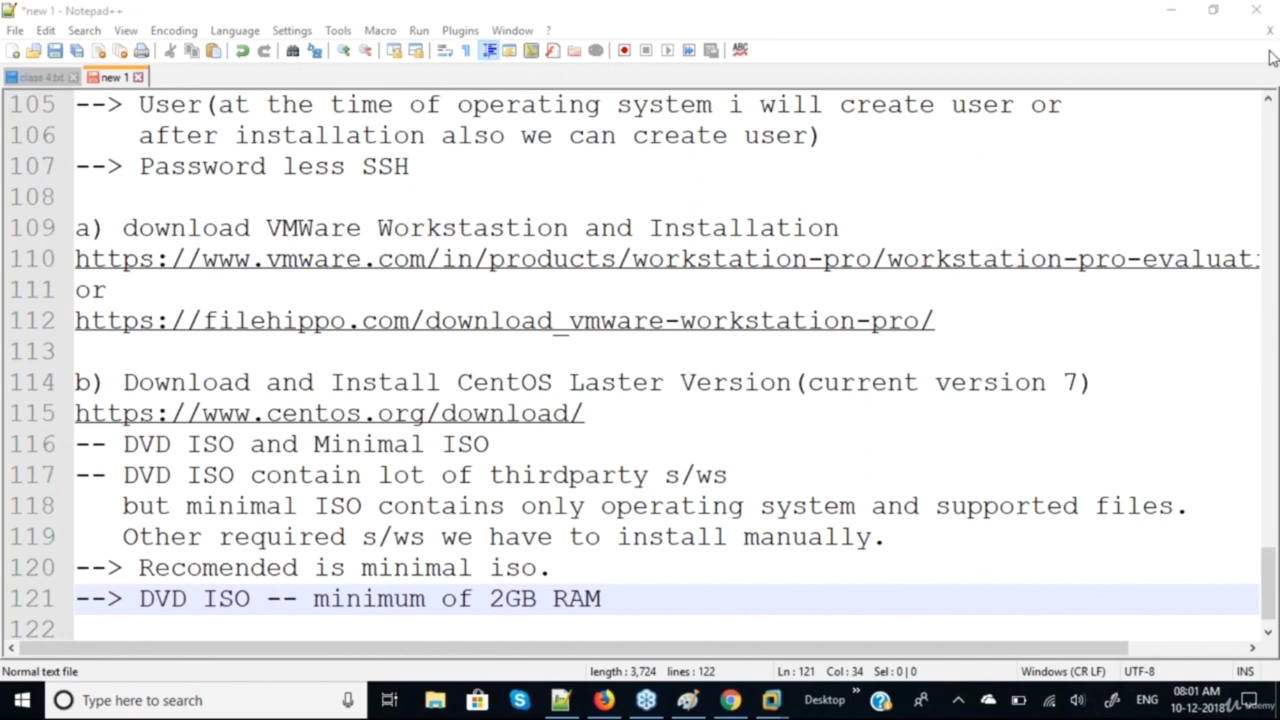 *new 1 - Notepad++
File Edit Search View Encoding Language Settings Tools Macro Run Plugins Window ? X
class 4.txt new 1
105 --> User(at the time of operating system i will create user or
106 after installation also we can create user)
107 --> Password less SSH
108
109 a) download VMWare Workstastion and Installation
110 https://www.vmware.com/in/products/workstation-pro/workstation-pro-evaluat
111 or
112 https://filehippo.com/download_vmware-workstation-pro/
113
114 b) Download and Install CentOS Laster Version(current version 7)
115 https://www.centos.org/download/
116 -- DVD ISO and Minimal ISO
117 -- DVD ISO contain lot of thirdparty s/ws
118 but minimal ISO contains only operating system and supported files.
119 Other required s/ws we have to install manually.
120 --> Recomended is minimal iso.
121 --> DVD ISO -- minimum of 2GB RAM
122
Normal text file length : 3,724 lines : 122 Ln : 121 Col : 34 Sel : 0 | 0 Windows (CR LF) UTF-8 INS
Type here to search Desktop ENG 08:01 AM
10-12-2018 Udemy